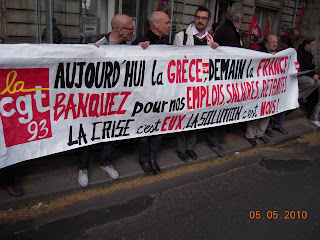 la
cgt
93
AUJOURD'HUI la GRÈCE = DEMAIN la FRANCE
BANQUEZ pour nos EMPLOIS SALAIRES RETRAITES
LA CRISE c'est EUX, LA SOLUTION c'est NOUS
05.05.2010